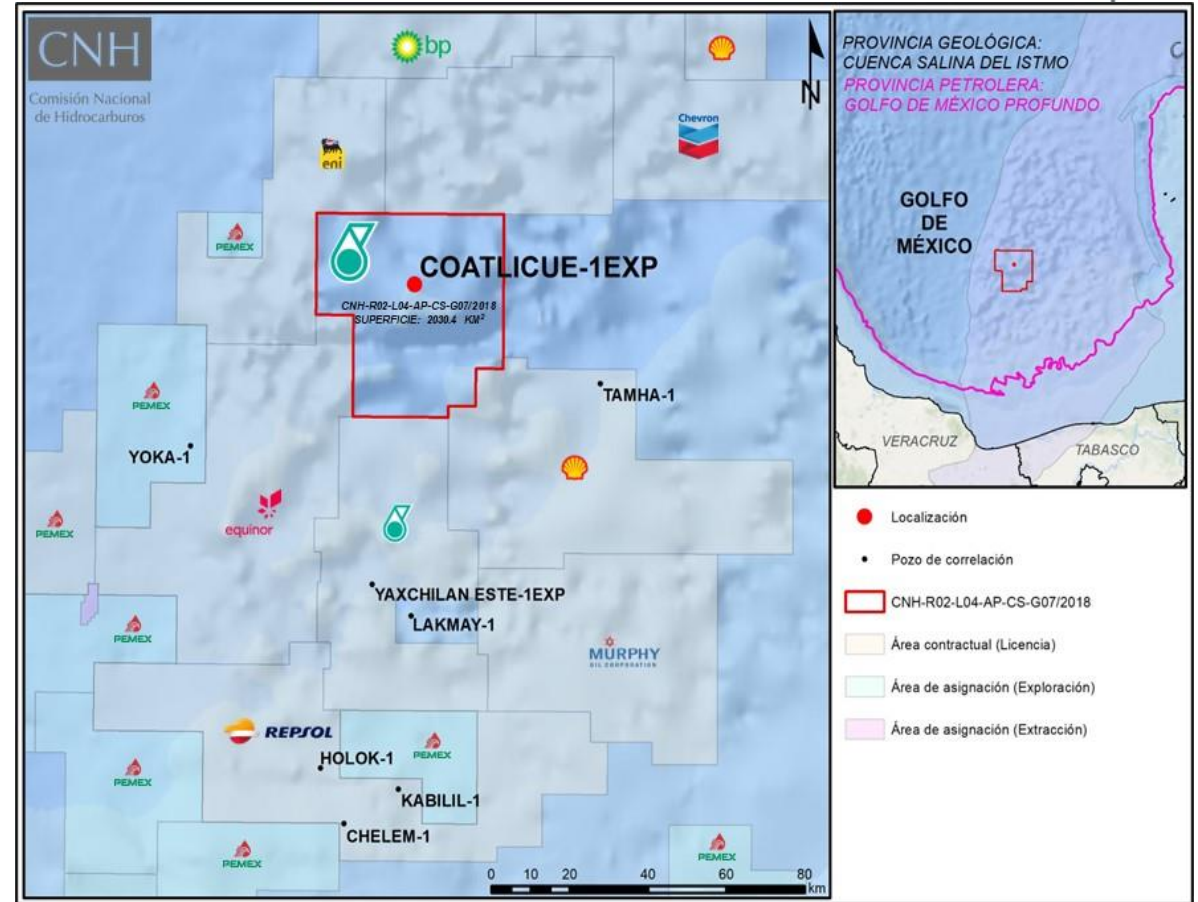 CNH
Comisión Nacional
de Hidrocarburos
bp
Chevron
N
eni
PEMEX
COATLICUE-1EXP
CNH-R02-L04-AP-CS-G07/2018
SUPERFICIE: 2030.4 KM²
TAMHA-1
PEMEX
YOKA-1
equinor
PEMEX
YAXCHILAN ESTE-1EXP
LAKMAY-1
PEMEX
MURPHY
OIL CORPORATION
REPSOL
HOLOK-1
PEMEX
PEMEX
KABILIL-1
CHELEM-1
PEMEX
PEMEX
0 10 20 40 60 80
km
PROVINCIA GEOLÓGICA:
CUENCA SALINA DEL ISTMO
PROVINCIA PETROLERA:
GOLFO DE MÉXICO PROFUNDO
GOLFO
DE
MÉXICO
VERACRUZ
TABASCO
Localización
Pozo de correlación
CNH-R02-L04-AP-CS-G07/2018
Área contractual (Licencia)
Área de asignación (Exploración)
Área de asignación (Extracción)